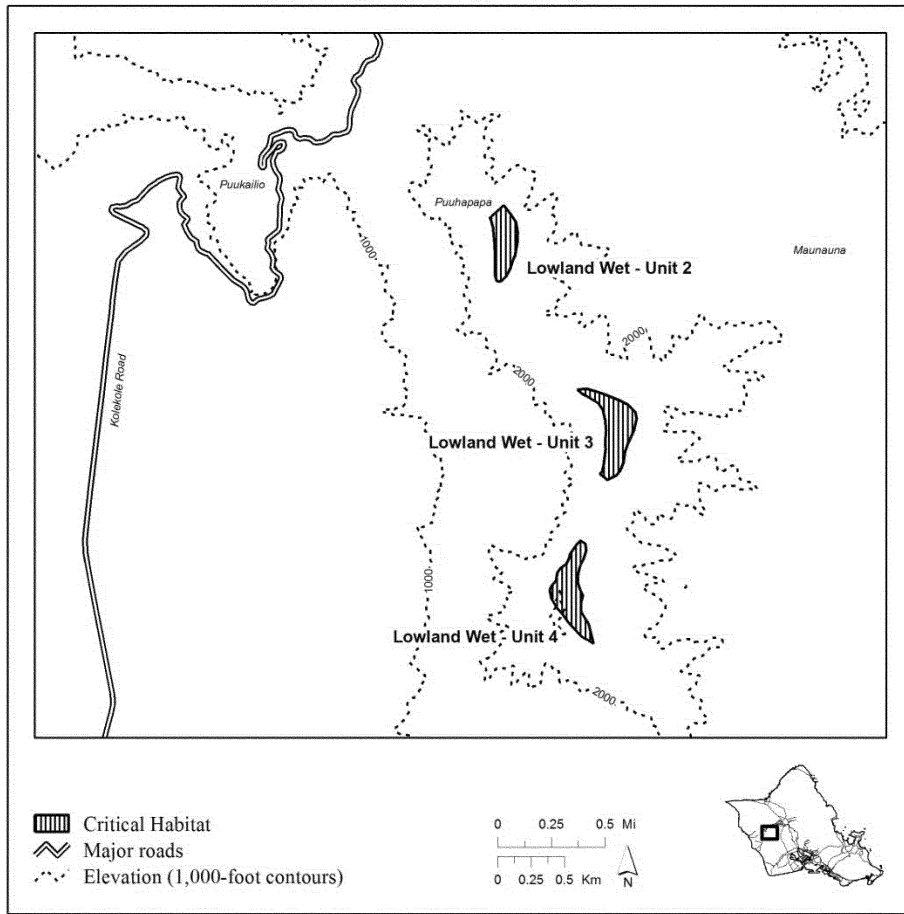 Puukailio
Puuhapapa
Maunauna
1000
Lowland Wet - Unit 2
2000
Kolekole Road
2000
Lowland Wet - Unit 3
1000
Lowland Wet - Unit 4
2000
Critical Habitat
Major roads
Elevation (1,000-foot contours)
0 0.25 0.5 Mi
0 0.25 0.5 Km
N